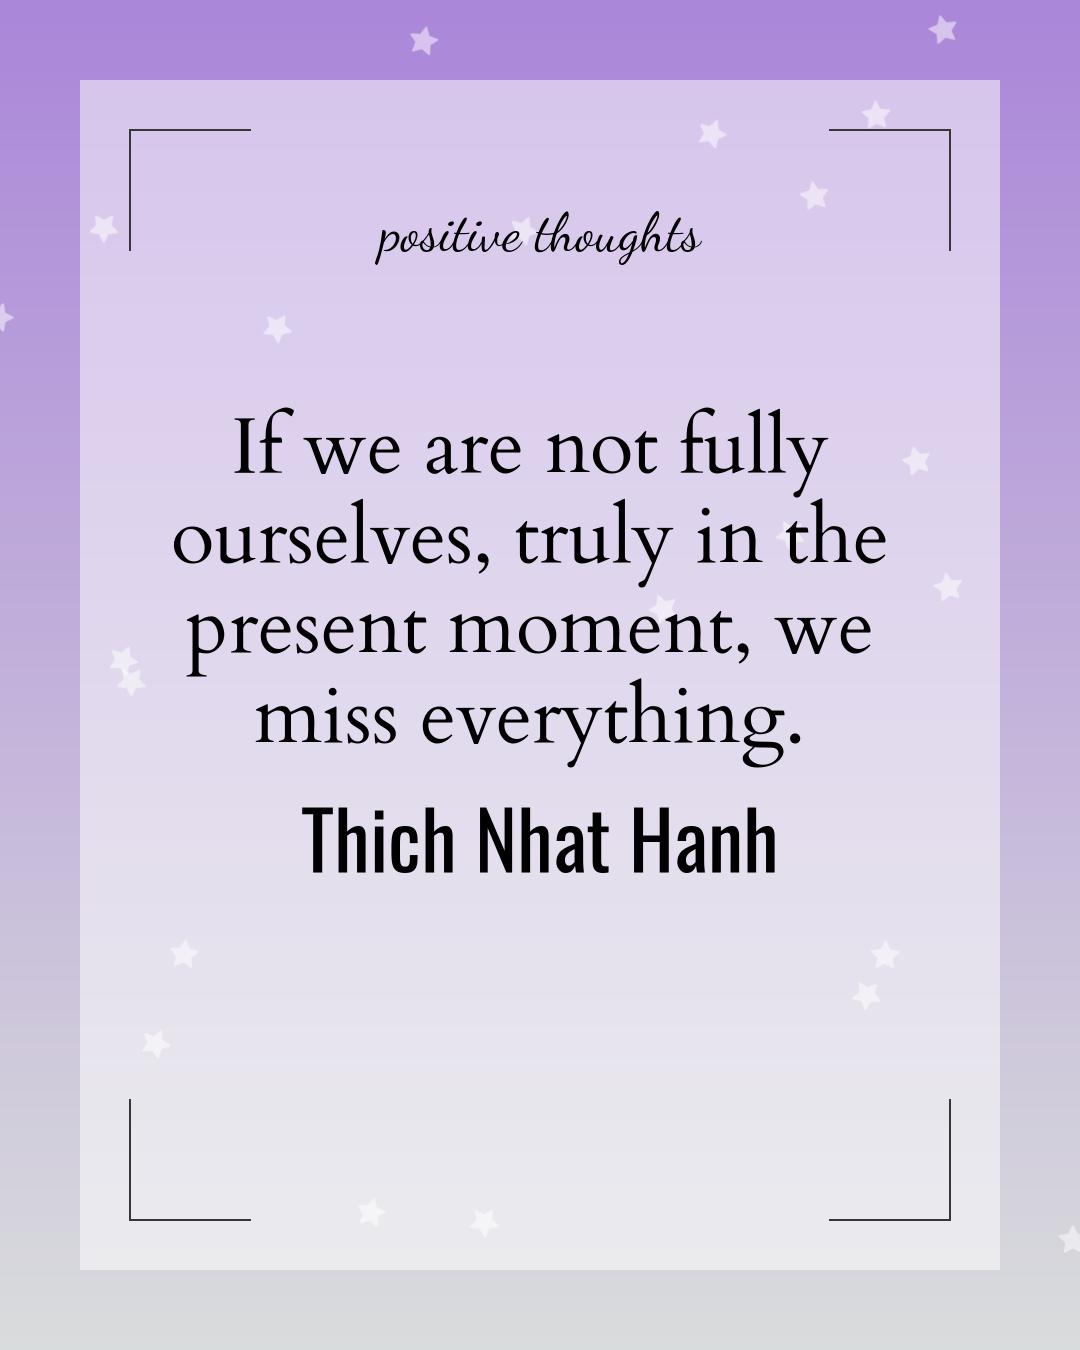 positive thoughts
If we are not fully
ourselves, truly in the
present moment, we
miss everything.
Thich Nhat Hanh